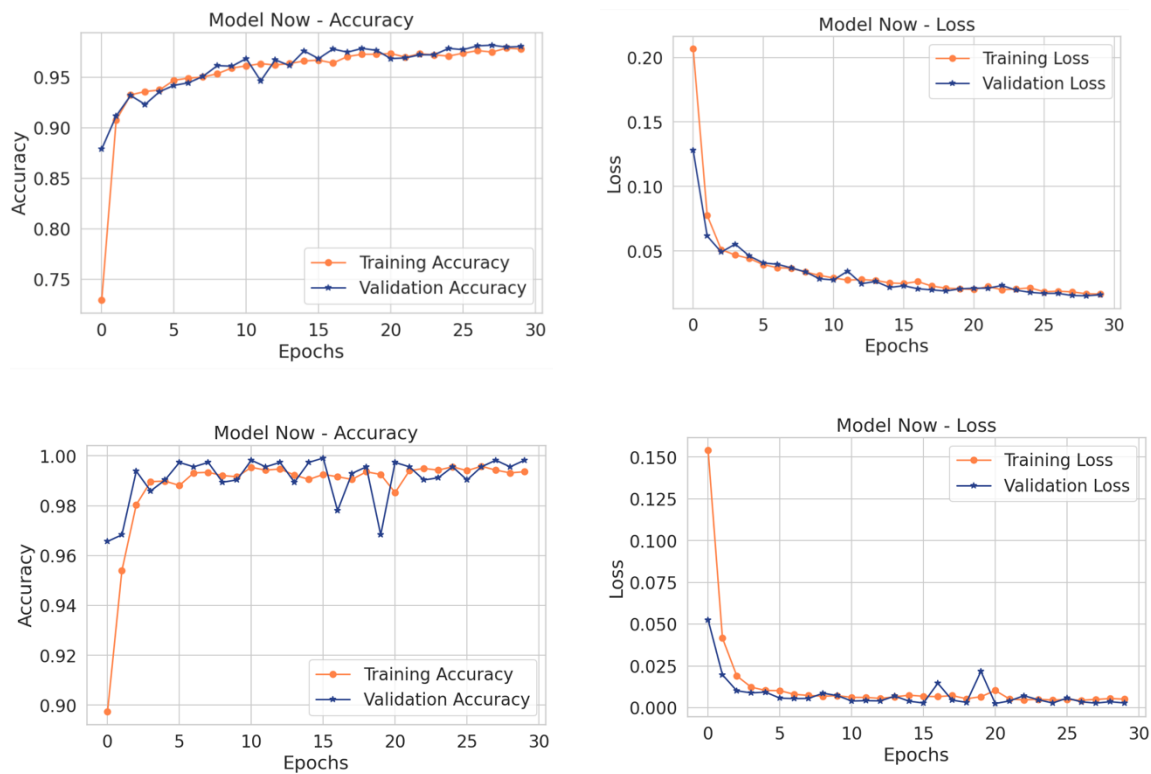 Model Now - Accuracy
0.95
0.90
0.85
0.80
0.75
Accuracy
Training Accuracy
Validation Accuracy
0 5 10 15 20 25 30
Epochs
Model Now - Loss
0.20
0.15
0.10
0.05
Loss
Training Loss
Validation Loss
0 5 10 15 20 25 30
Epochs
Model Now - Accuracy
1.00
0.98
0.96
0.94
0.92
0.90
Accuracy
Training Accuracy
Validation Accuracy
0 5 10 15 20 25 30
Epochs
Model Now - Loss
0.150
0.125
0.100
0.075
0.050
0.025
0.000
Loss
Training Loss
Validation Loss
0 5 10 15 20 25 30
Epochs